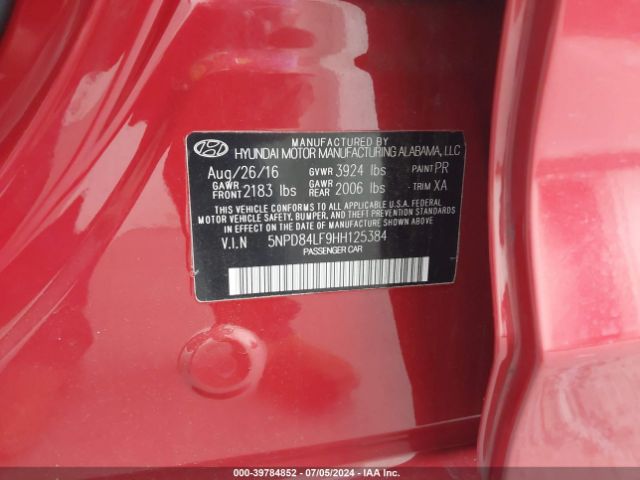 MANUFACTURED BY
HYUNDAI MOTOR MANUFACTURING ALABAMA, LLC
Aug/26/16 GVWR 3924 lbs PAINT PR
GAWR FRONT 2183 lbs GAWR REAR 2006 lbs TRIM XA
THIS VEHICLE CONFORMS TO ALL APPLICABLE U.S.A. FEDERAL
MOTOR VEHICLE SAFETY, BUMPER, AND THEFT PREVENTION STANDARDS
IN EFFECT ON THE DATE OF MANUFACTURE SHOWN ABOVE.
V.I.N 5NPD84LF9HH125384
PASSENGER CAR
000-39784852 - 07/05/2024 - IAA Inc.